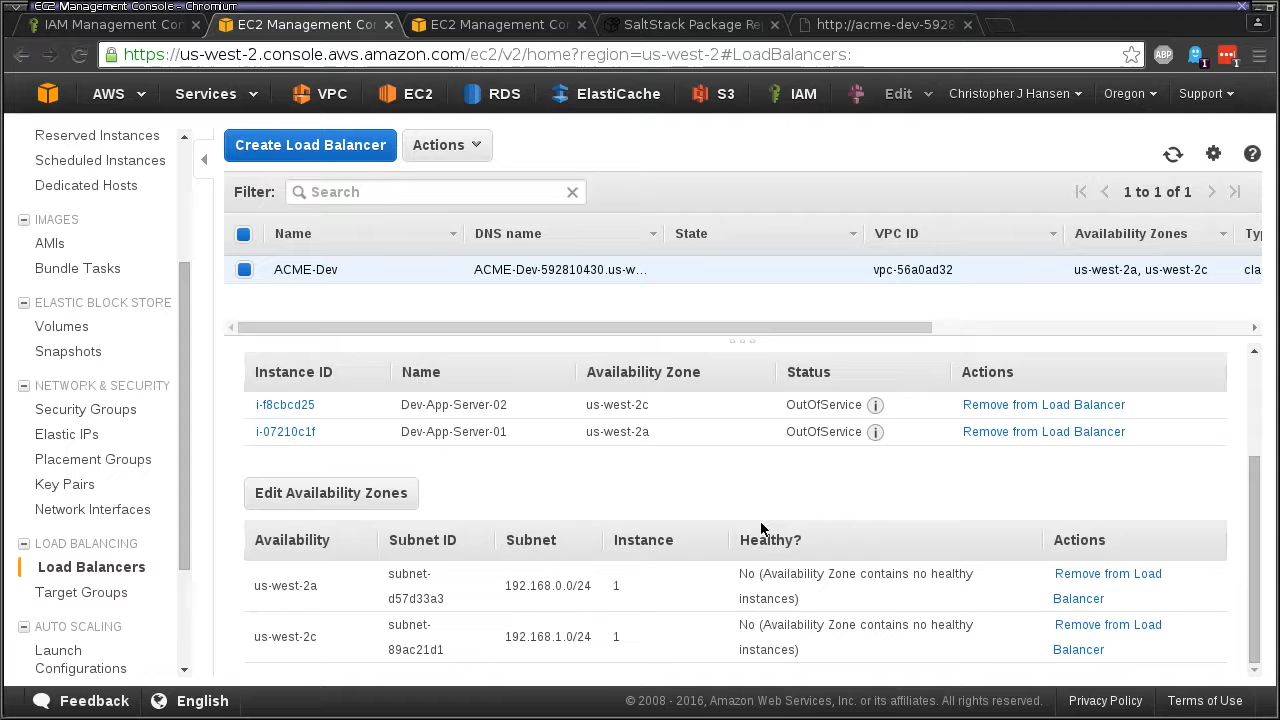 EC2 Management Console - Chromium
IAM Management Con
EC2 Management Con
EC2 Management Con
SaltStack Package Re
http://acme-dev-5928
https://us-west-2.console.aws.amazon.com/ec2/v2/home?region=us-west-2#LoadBalancers:
ABP
1
1
AWS
Services
VPC
EC2
RDS
ElastiCache
S3
IAM
Edit
Christopher J Hansen
Oregon
Support
Reserved Instances
Scheduled Instances
Dedicated Hosts
IMAGES
AMIs
Bundle Tasks
ELASTIC BLOCK STORE
Volumes
Snapshots
NETWORK & SECURITY
Security Groups
Elastic IPs
Placement Groups
Key Pairs
Network Interfaces
LOAD BALANCING
Load Balancers
Target Groups
AUTO SCALING
Launch
Configurations
Create Load Balancer
Actions
Filter:
Search
1 to 1 of 1
Name DNS name State VPC ID Availability Zones Typ
ACME-Dev ACME-Dev-592810430.us-w... vpc-56a0ad32 us-west-2a, us-west-2c cla
Instance ID Name Availability Zone Status Actions
i-f8cbcd25 Dev-App-Server-02 us-west-2c OutOfService i Remove from Load Balancer
i-07210c1f Dev-App-Server-01 us-west-2a OutOfService i Remove from Load Balancer
Edit Availability Zones
Availability Subnet ID Subnet Instance Healthy? Actions
us-west-2a subnet-d57d33a3 192.168.0.0/24 1 No (Availability Zone contains no healthy instances) Remove from Load Balancer
us-west-2c subnet-89ac21d1 192.168.1.0/24 1 No (Availability Zone contains no healthy instances) Remove from Load Balancer
Feedback
English
© 2008 - 2016, Amazon Web Services, Inc. or its affiliates. All rights reserved.
Privacy Policy
Terms of Use